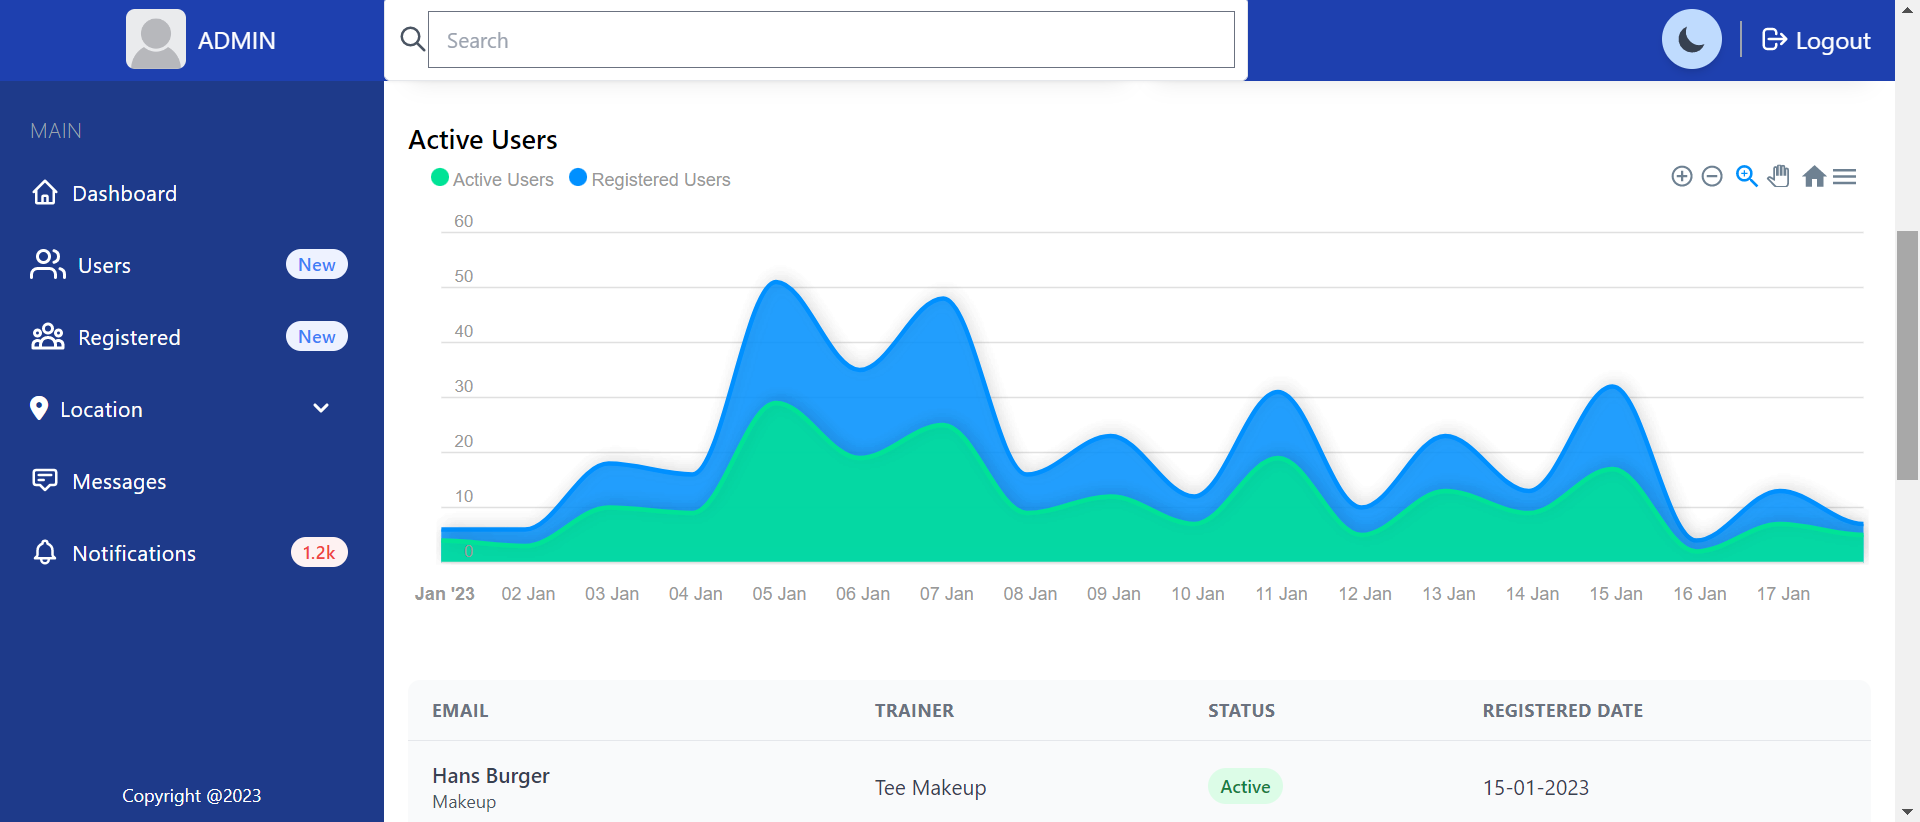 ADMIN
Search
Logout
MAIN
Dashboard
Users New
Registered New
Location
Messages
Notifications 1.2k
Copyright @2023
Active Users
Active Users Registered Users
60
50
40
30
20
10
0
Jan '23 02 Jan 03 Jan 04 Jan 05 Jan 06 Jan 07 Jan 08 Jan 09 Jan 10 Jan 11 Jan 12 Jan 13 Jan 14 Jan 15 Jan 16 Jan 17 Jan
EMAIL TRAINER STATUS REGISTERED DATE
Hans Burger
Makeup
Tee Makeup Active 15-01-2023